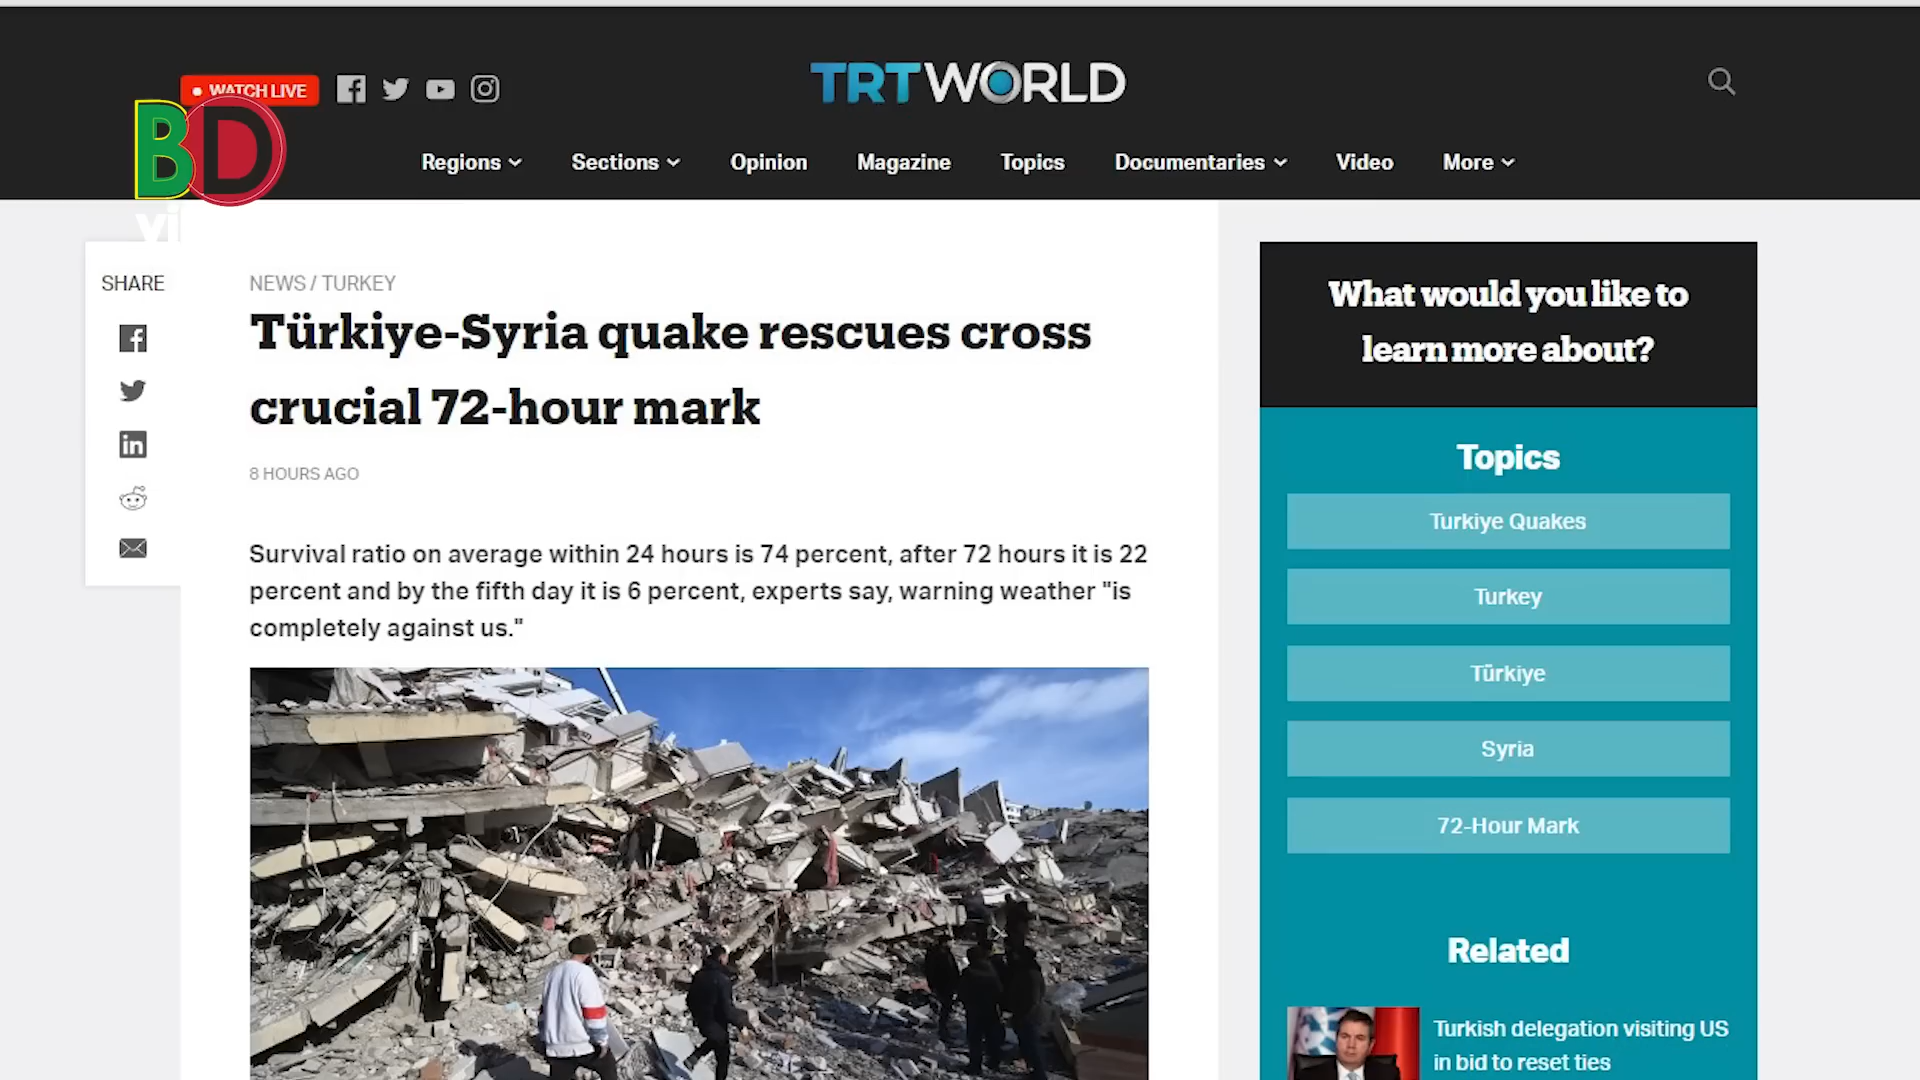 WATCH LIVE
TRTWORLD
BD
Regions
Sections
Opinion
Magazine
Topics
Documentaries
Video
More
vi
SHARE
NEWS / TURKEY
Türkiye-Syria quake rescues cross
crucial 72-hour mark
8 HOURS AGO
Survival ratio on average within 24 hours is 74 percent, after 72 hours it is 22
percent and by the fifth day it is 6 percent, experts say, warning weather "is
completely against us."
What would you like to
learn more about?
Topics
Turkiye Quakes
Turkey
Türkiye
Syria
72-Hour Mark
Related
Turkish delegation visiting US
in bid to reset ties